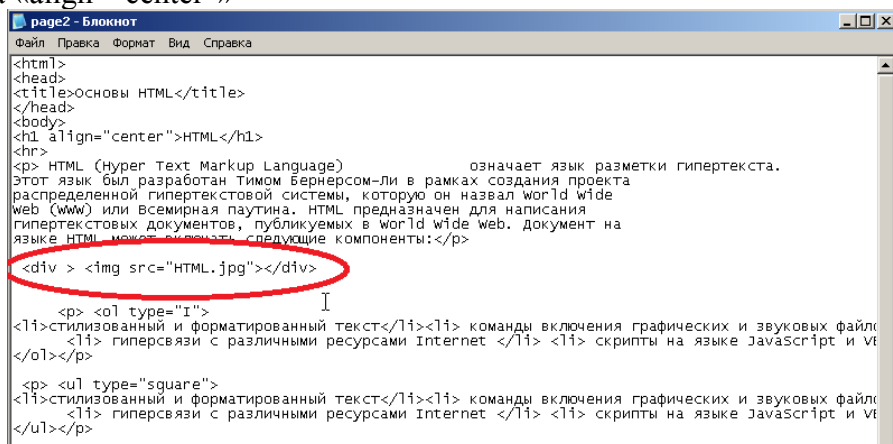 page2 - Блокнот
Файл Правка Формат Вид Справка
<html>
<head>
<title>Основы HTML</title>
</head>
<body>
<h1 align="center">HTML</h1>
<hr>
<p> HTML (Hyper Text Markup Language) означает язык разметки гипертекста.
Этот язык был разработан Тимом Бернерсом-Ли в рамках создания проекта
распределенной гипертекстовой системы, которую он назвал World Wide
Web (WWW) или Всемирная паутина. HTML предназначен для написания
гипертекстовых документов, публикуемых в World Wide Web. Документ на
языке HTML может включать следующие компоненты:</p>
<div > <img src="HTML.jpg"></div>
<p> <ol type="I">
<li>стилизованный и форматированный текст</li><li> команды включения графических и звуковых
<li> гиперсвязи с различными ресурсами Internet </li> <li> скрипты на языке JavaScript и
</ol></p>
<p> <ul type="square">
<li>стилизованный и форматированный текст</li><li> команды включения графических и звуковых
<li> гиперсвязи с различными ресурсами Internet </li> <li> скрипты на языке JavaScript и
</ul></p>